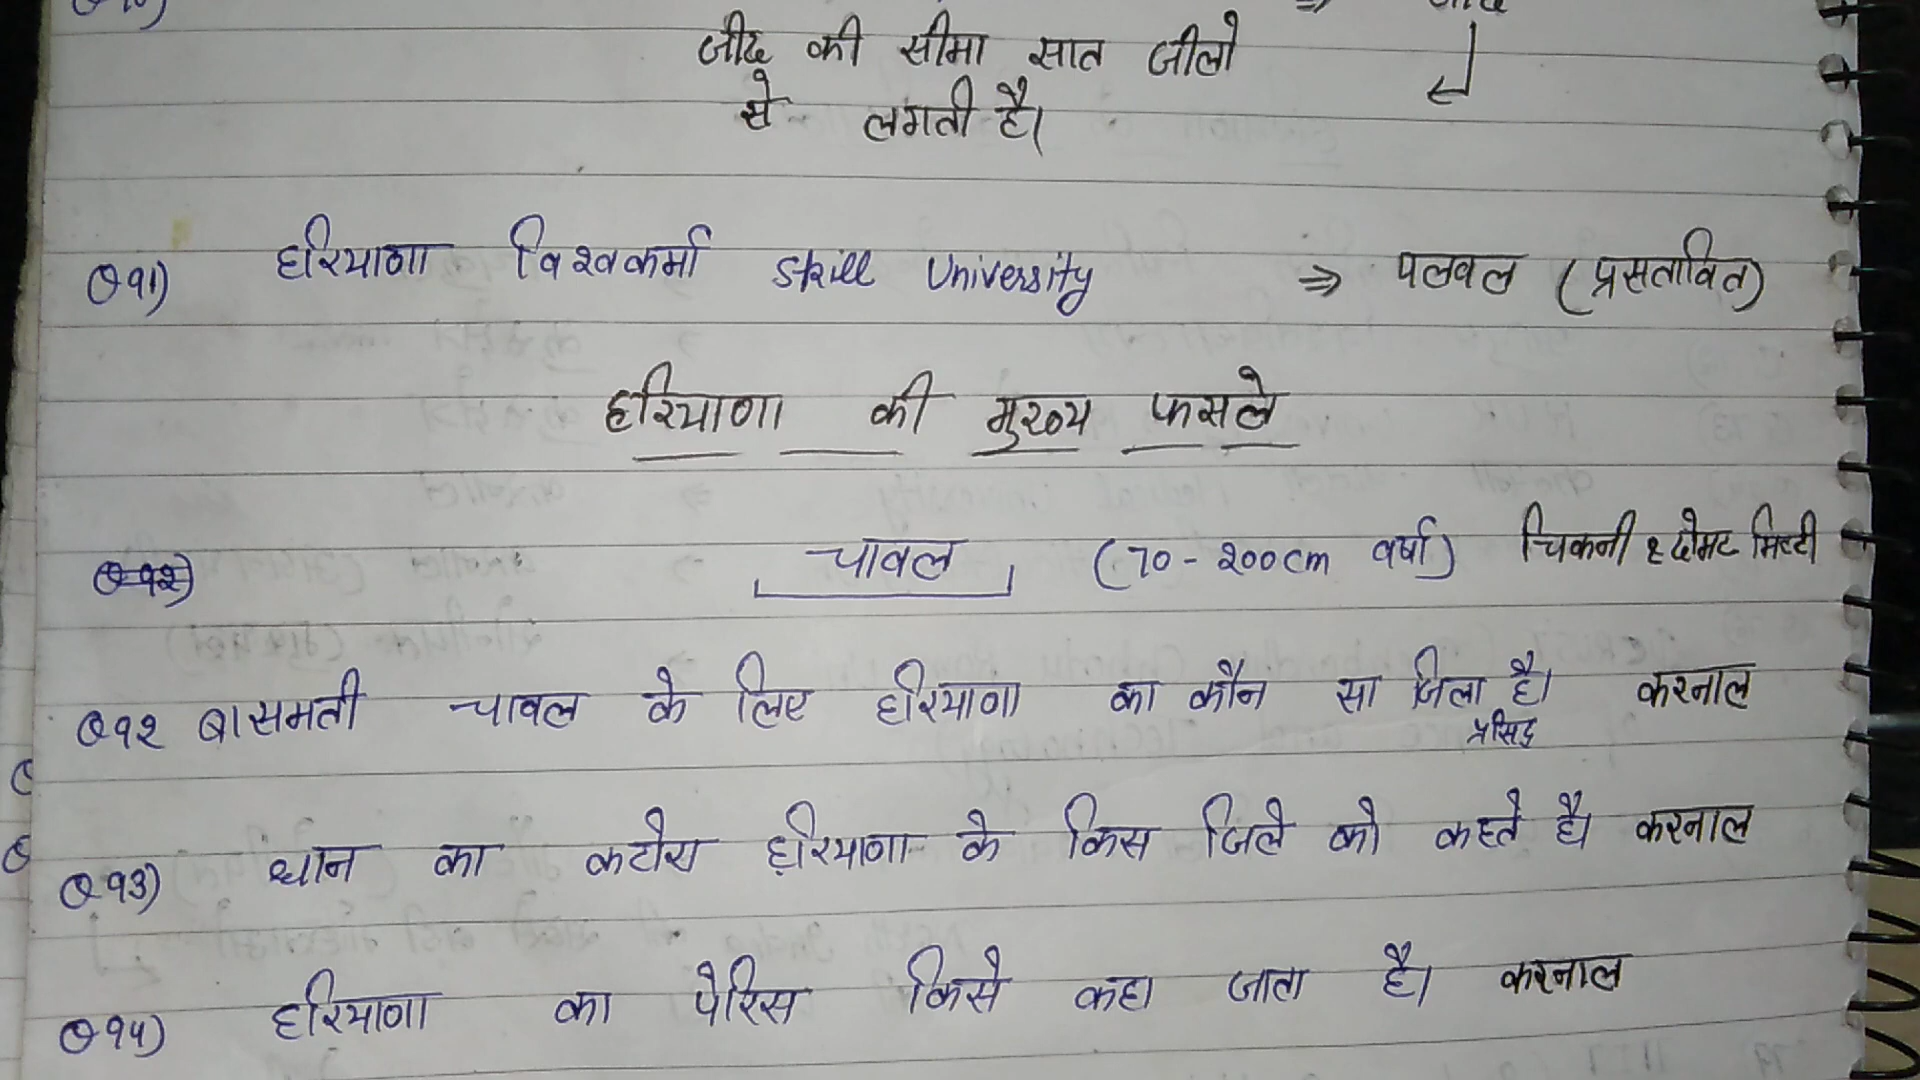 जीद की सीमा सात जीलो
से लगती है।
Q91) हरियाणा विश्वकर्मा Skill University ⇒ पलवल (प्रसतावित)
हरियाणा की मुख्य फसले
चावल (70-200cm वर्षा) चिकनी दोमट मिटटी
Q92 बासमती चावल के लिए हरियाणा का कौन सा जिला है। करनाल
प्रसिद्ध
Q93) धान का कटोरा हरियाणा के किस जिले को कहते है। करनाल
Q94) हरियाणा का पेरिस किसे कहा जाता है। करनाल